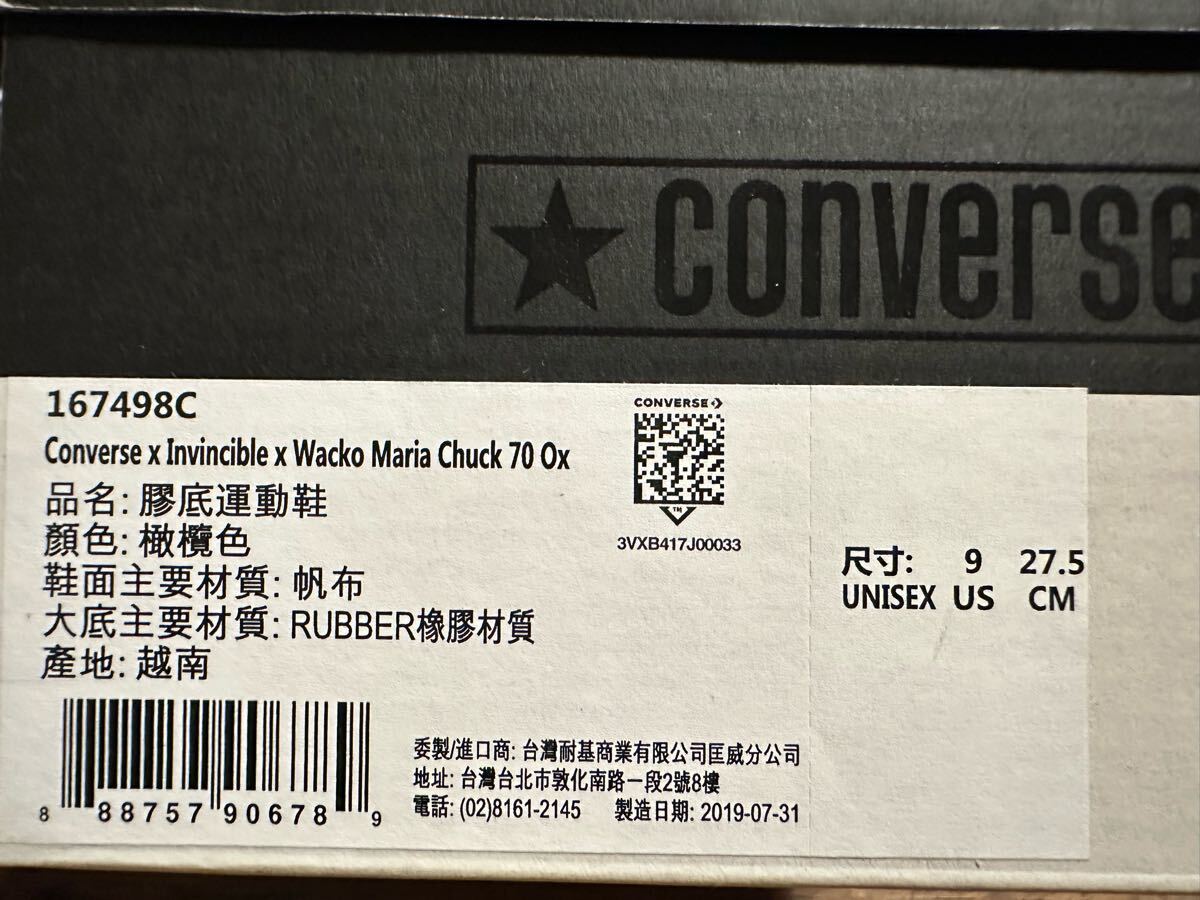 CONVERSE
167498C
Converse x Invincible x Wacko Maria Chuck 70 Ox
品名: 膠底運動鞋
顏色: 橄欖色
鞋面主要材質: 帆布
大底主要材質: RUBBER橡膠材質
產地: 越南
CONVERSE
TM
3VXB417J00033
尺寸: 9 27.5
UNISEX US CM
8 88757 90678 9
委製/進口商: 台灣耐基商業有限公司匡威分公司
地址: 台灣台北市敦化南路一段2號8樓
電話: (02)8161-2145 製造日期: 2019-07-31